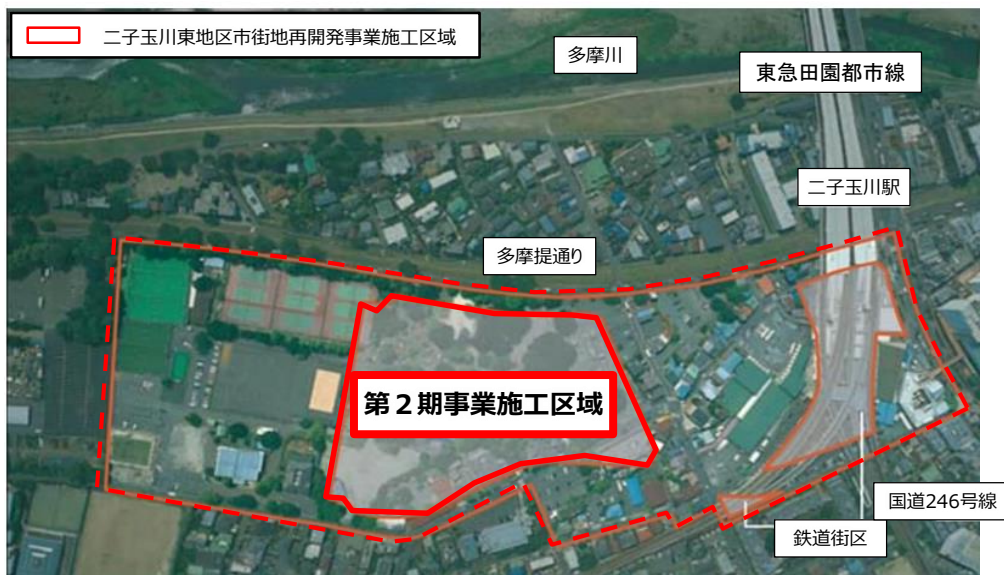 二子玉川東地区市街地再開発事業施工区域
多摩川
東急田園都市線
二子玉川駅
多摩提通り
第２期事業施工区域
国道246号線
鉄道街区